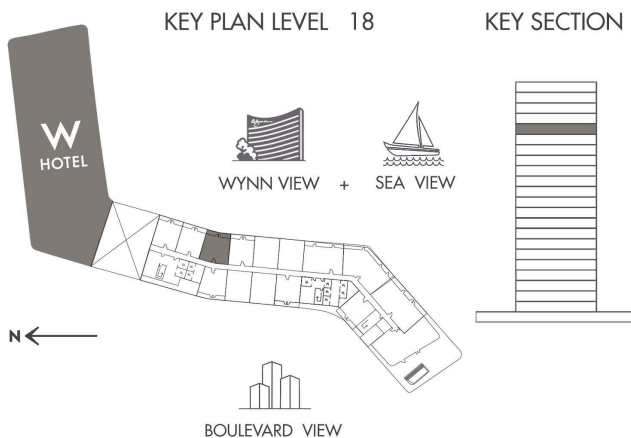 KEY PLAN LEVEL 18
KEY SECTION
W
HOTEL
WYNN VIEW + SEA VIEW
N
BOULEVARD VIEW